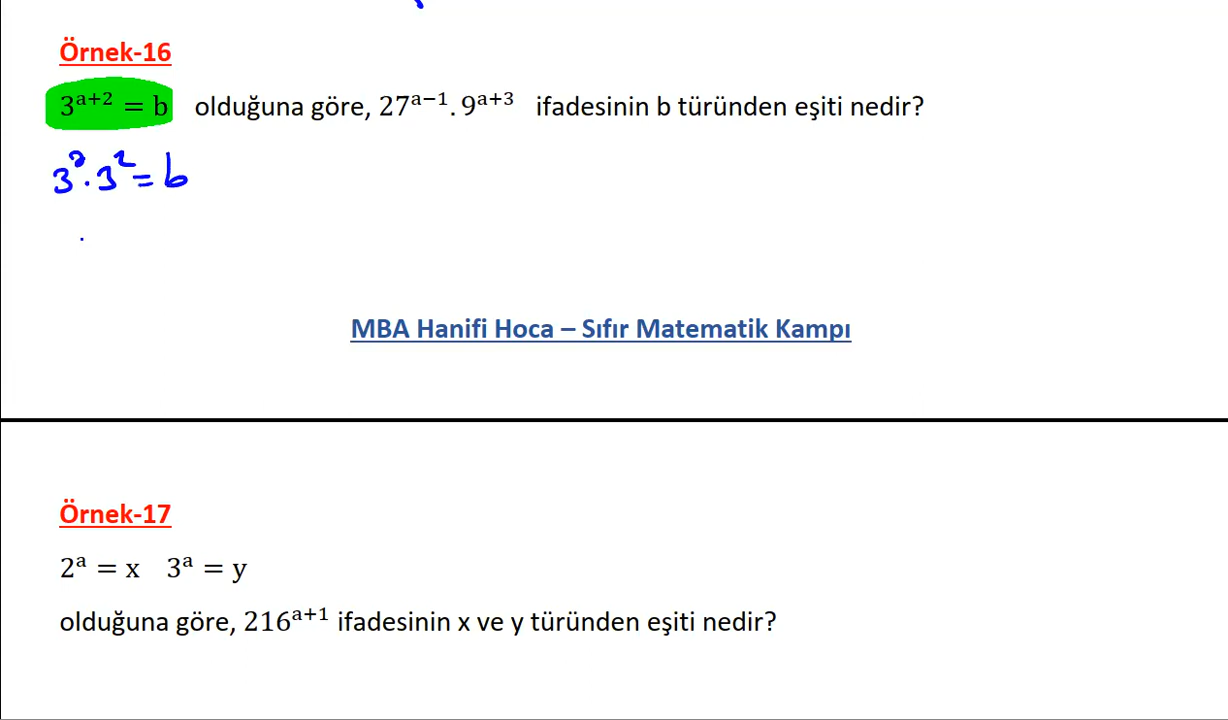 Örnek-16
3^{a+2} = b olduğuna göre, 27^{a−1}.9^{a+3} ifadesinin b türünden eşiti nedir?
3^a . 3^2 = b
MBA Hanifi Hoca – Sıfır Matematik Kampı
Örnek-17
2^a = x 3^a = y
olduğuna göre, 216^{a+1} ifadesinin x ve y türünden eşiti nedir?